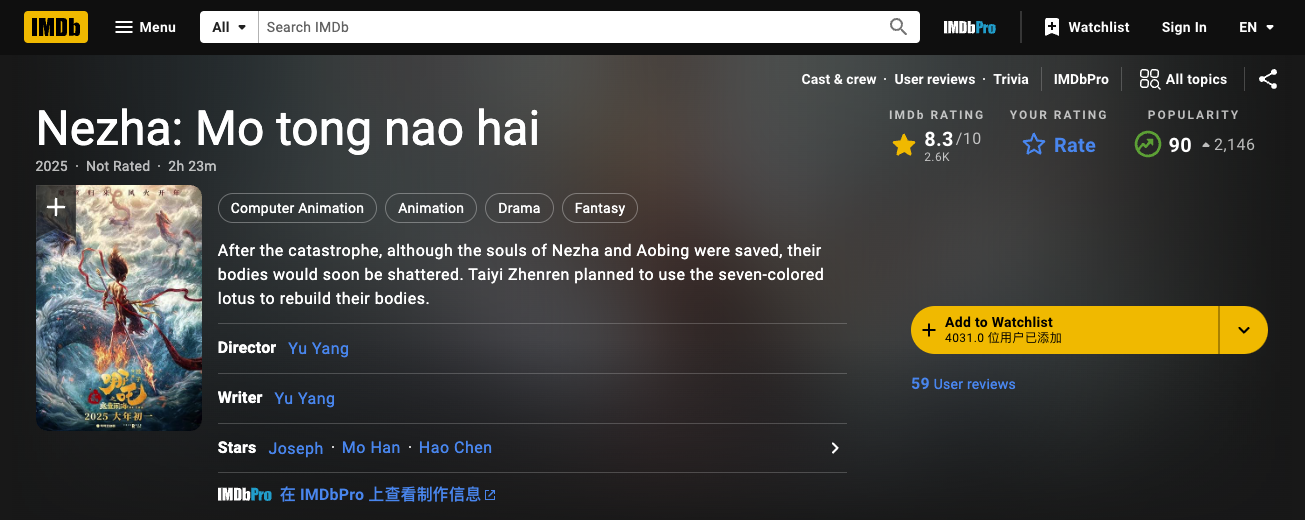 IMDb Menu All Search IMDb IMDbPro Watchlist Sign In EN
Cast & crew · User reviews · Trivia IMDbPro All topics
Nezha: Mo tong nao hai
2025 · Not Rated · 2h 23m
IMDb RATING
8.3/10
2.6K
YOUR RATING
Rate
POPULARITY
90 2,146
2025 大年初一
Computer Animation Animation Drama Fantasy
After the catastrophe, although the souls of Nezha and Aobing were saved, their
bodies would soon be shattered. Taiyi Zhenren planned to use the seven-colored
lotus to rebuild their bodies.
Director Yu Yang
Writer Yu Yang
Stars Joseph · Mo Han · Hao Chen
IMDbPro 在 IMDbPro 上查看制作信息
Add to Watchlist
4031.0 位用户已添加
59 User reviews